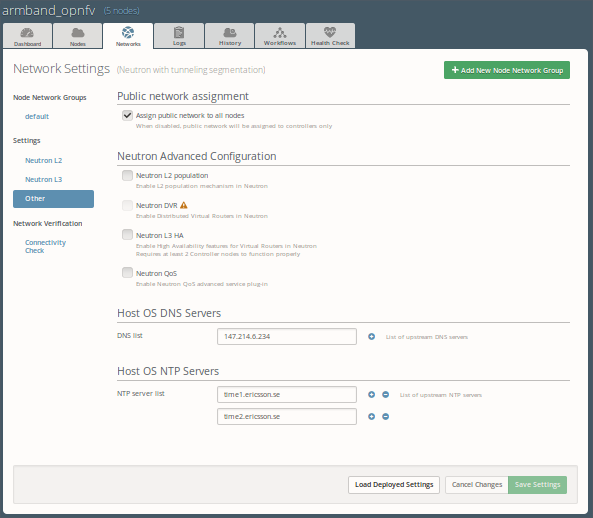 armband_opnfv (5 nodes)
Dashboard Nodes Networks Logs History Workflows Health Check
Network Settings (Neutron with tunneling segmentation)
+ Add New Node Network Group
Node Network Groups
default
Settings
Neutron L2
Neutron L3
Other
Network Verification
Connectivity
Check
Public network assignment
Assign public network to all nodes
When disabled, public network will be assigned to controllers only
Neutron Advanced Configuration
Neutron L2 population
Enable L2 population mechanism in Neutron
Neutron DVR
Enable Distributed Virtual Routers in Neutron
Neutron L3 HA
Enable High Availability features for Virtual Routers in Neutron
Requires at least 2 Controller nodes to function properly
Neutron QoS
Enable Neutron QoS advanced service plug-in
Host OS DNS Servers
DNS list 147.214.6.234 List of upstream DNS servers
Host OS NTP Servers
NTP server list time1.ericsson.se List of upstream NTP servers
time2.ericsson.se
Load Deployed Settings Cancel Changes Save Settings